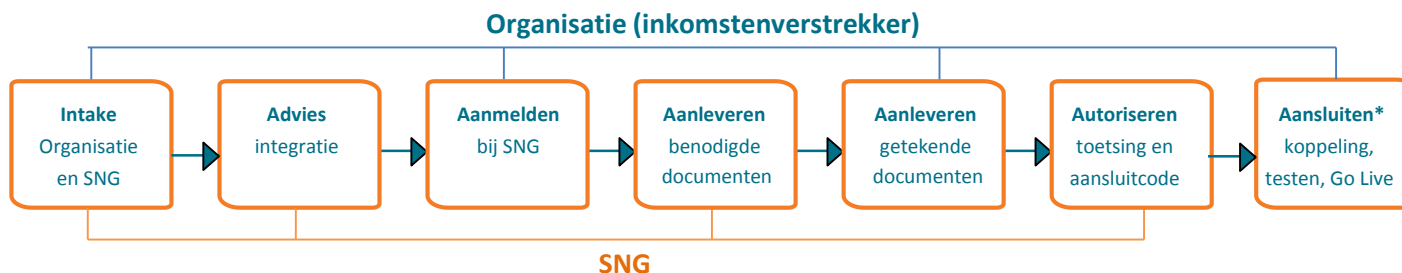 Organisatie (inkomstenverstrekker)
Intake
Organisatie
en SNG
Advies
integratie
Aanmelden
bij SNG
Aanleveren
benodigde
documenten
Aanleveren
getekende
documenten
Autoriseren
toetsing en
aansluitcode
Aansluiten*
koppeling,
testen, Go Live
SNG